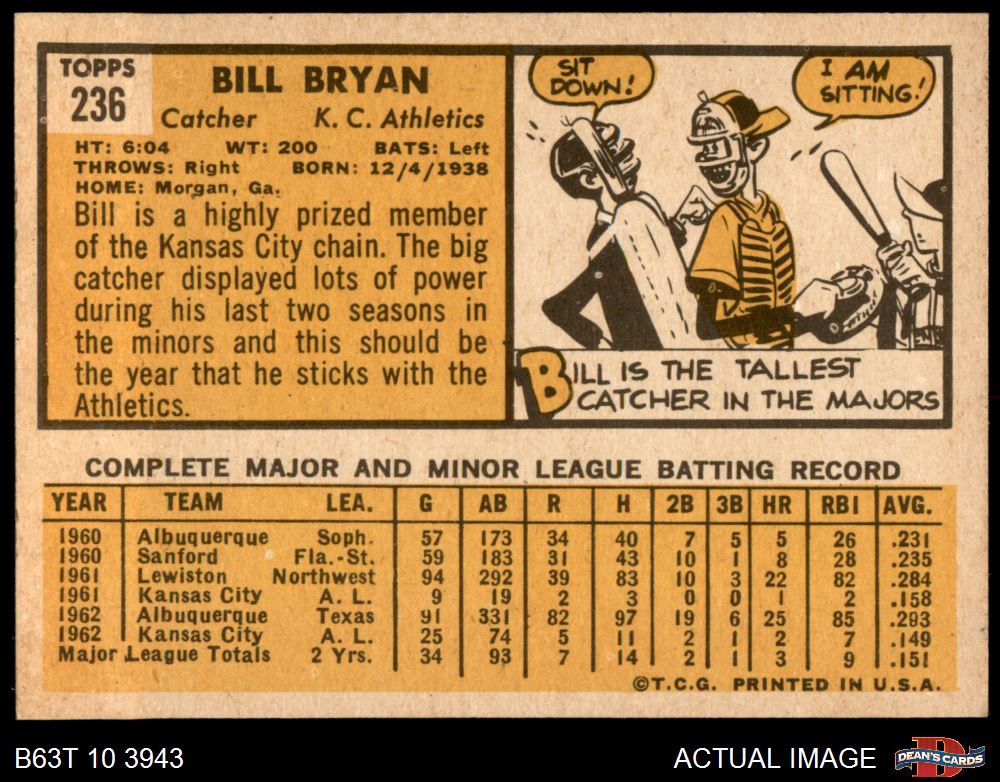 TOPPS
236
BILL BRYAN
Catcher K. C. Athletics
HT: 6:04 WT: 200 BATS: Left
THROWS: Right BORN: 12/4/1938
HOME: Morgan, Ga.
Bill is a highly prized member
of the Kansas City chain. The big
catcher displayed lots of power
during his last two seasons in
the minors and this should be
the year that he sticks with the
Athletics.
SIT
DOWN!
I AM
SITTING!
BILL IS THE TALLEST
CATCHER IN THE MAJORS
COMPLETE MAJOR AND MINOR LEAGUE BATTING RECORD
YEAR TEAM LEA. G AB R H 2B 3B HR RBI AVG.
1960 Albuquerque Soph. 57 173 34 40 7 5 5 26 .231
1960 Sanford Fla.-St. 59 183 31 43 10 1 8 28 .235
1961 Lewiston Northwest 94 292 39 83 10 3 22 82 .284
1961 Kansas City A. L. 9 19 2 3 0 0 1 2 .158
1962 Albuquerque Texas 91 331 82 97 19 6 25 85 .293
1962 Kansas City A. L. 25 74 5 11 2 1 2 7 .149
Major League Totals 2 Yrs. 34 93 7 14 2 1 3 9 .151
©T.C.G. PRINTED IN U.S.A.
B63T 10 3943
ACTUAL IMAGE
DEAN'S CARDS